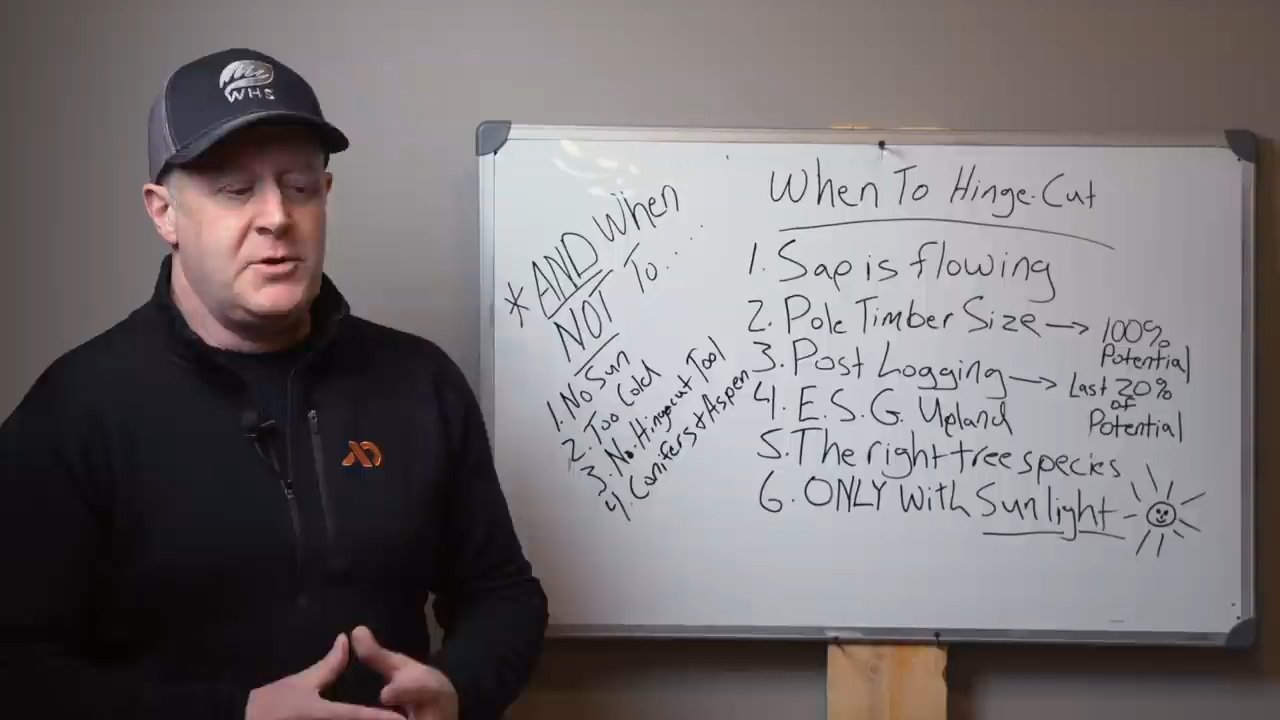 WHS
* AND When
NOT To...
1. No Sun
2. Too Cold
3. No Hingecut Tool
4. Conifers + Aspen
When To Hinge-Cut
1. Sap is flowing
2. Pole Timber Size → 100%
Potential
3. Post Logging → Last 20%
of
Potential
4. E.S.G. Upland
5. The right tree species
6. ONLY with Sunlight